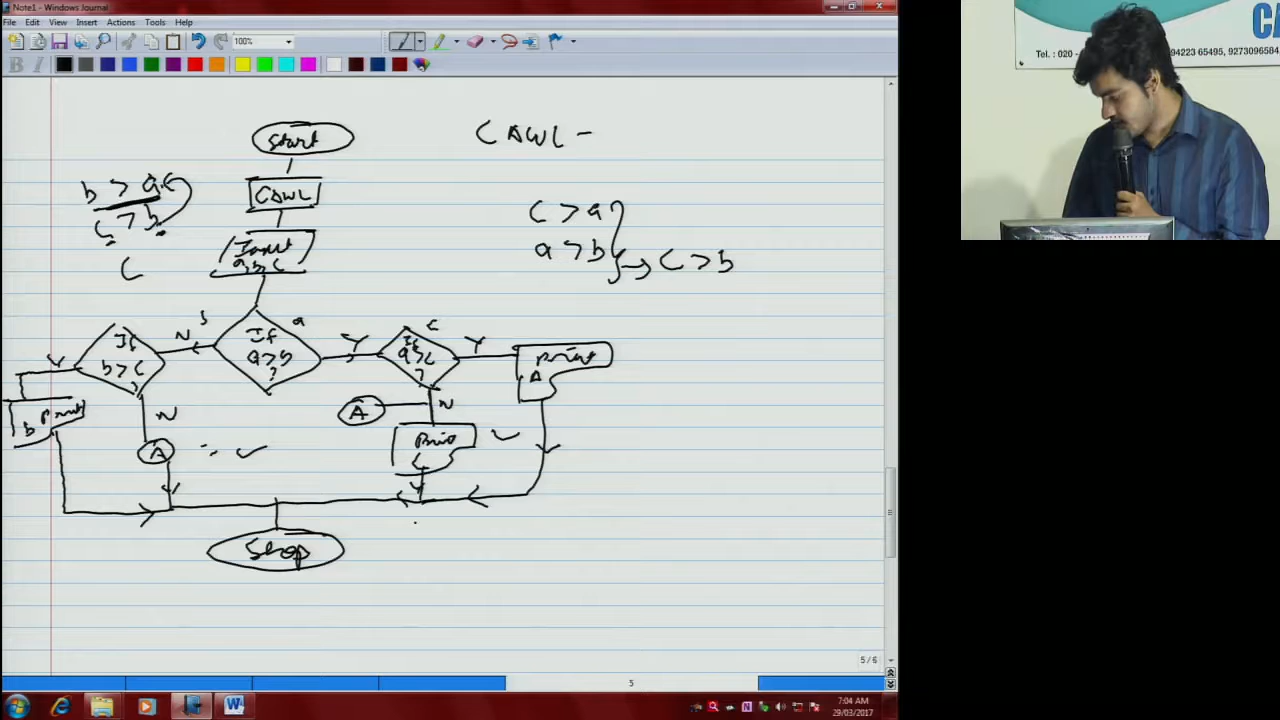 Note1 - Windows Journal
File Edit View Insert Actions Tools Help
100%
CA
Tel. : 020 - 94223 65495, 9273096584
Start
CAWL -
CAWL
b > a
c > b
C
Input
a, b, c
c > a
a > b
→ c > b
If
a > b
?
a
N
Y
If
b > c
?
Y
N
If
a > c
?
c
Y
N
Print
A
Print
b
A
A
Print
C
Stop
5/6
5
7:04 AM
29/03/2017